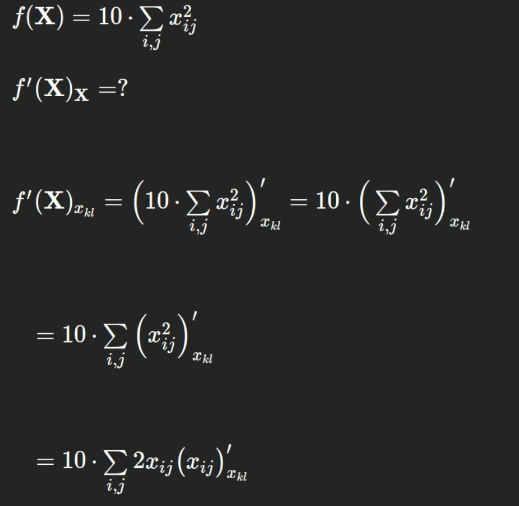 f(𝐗) = 10 · ∑_{i,j} x_{ij}^2
f′(𝐗)_𝐗 =?
f′(𝐗)_{x_{kl}} = (10 · ∑_{i,j} x_{ij}^2)′_{x_{kl}} = 10 · (∑_{i,j} x_{ij}^2)′_{x_{kl}}
= 10 · ∑_{i,j} (x_{ij}^2)′_{x_{kl}}
= 10 · ∑_{i,j} 2x_{ij}(x_{ij})′_{x_{kl}}